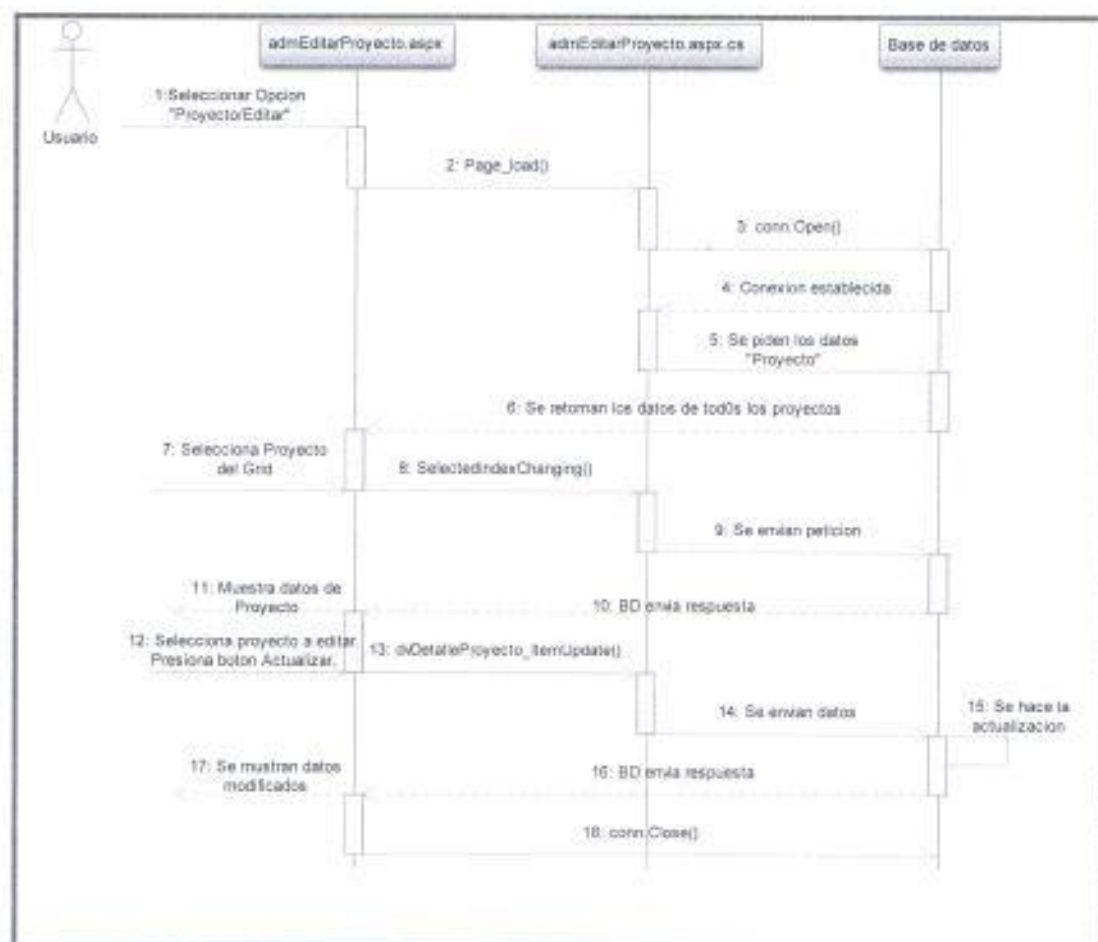 admEditarProyecto.aspx
admEditarProyecto.aspx.cs
Base de datos
Usuario
1:Seleccionar Opcion
"Proyecto/Editar"
2: Page_load()
3: conn.Open()
4: Conexion establecida
5: Se piden los datos
"Proyecto"
6: Se retornan los datos de tod0s los proyectos
7: Selecciona Proyecto
del Grid
8: SelectedIndexChanging()
9: Se envian peticion
10: BD envia respuesta
11: Muestra datos de
Proyecto
12: Selecciona proyecto a editar
Presiona boton Actualizar.
13: dvDetalleProyecto_ItemUpdate()
14: Se envian datos
15: Se hace la
actualizacion
16: BD envia respuesta
17: Se mustran datos
modificados
18: conn.Close()